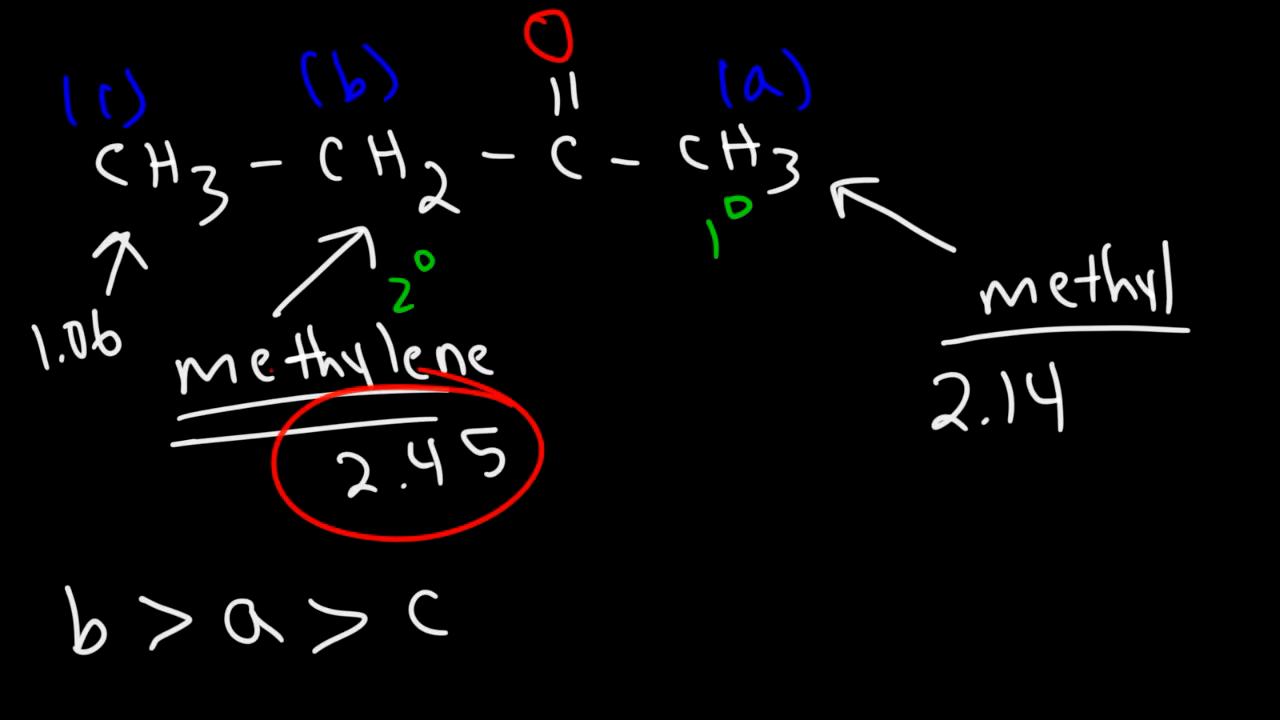 O
(c) (b) || (a)
CH3 - CH2 - C - CH3
1° 
2°
1.06
methylene
methyl
2.45
2.14
b > a > c